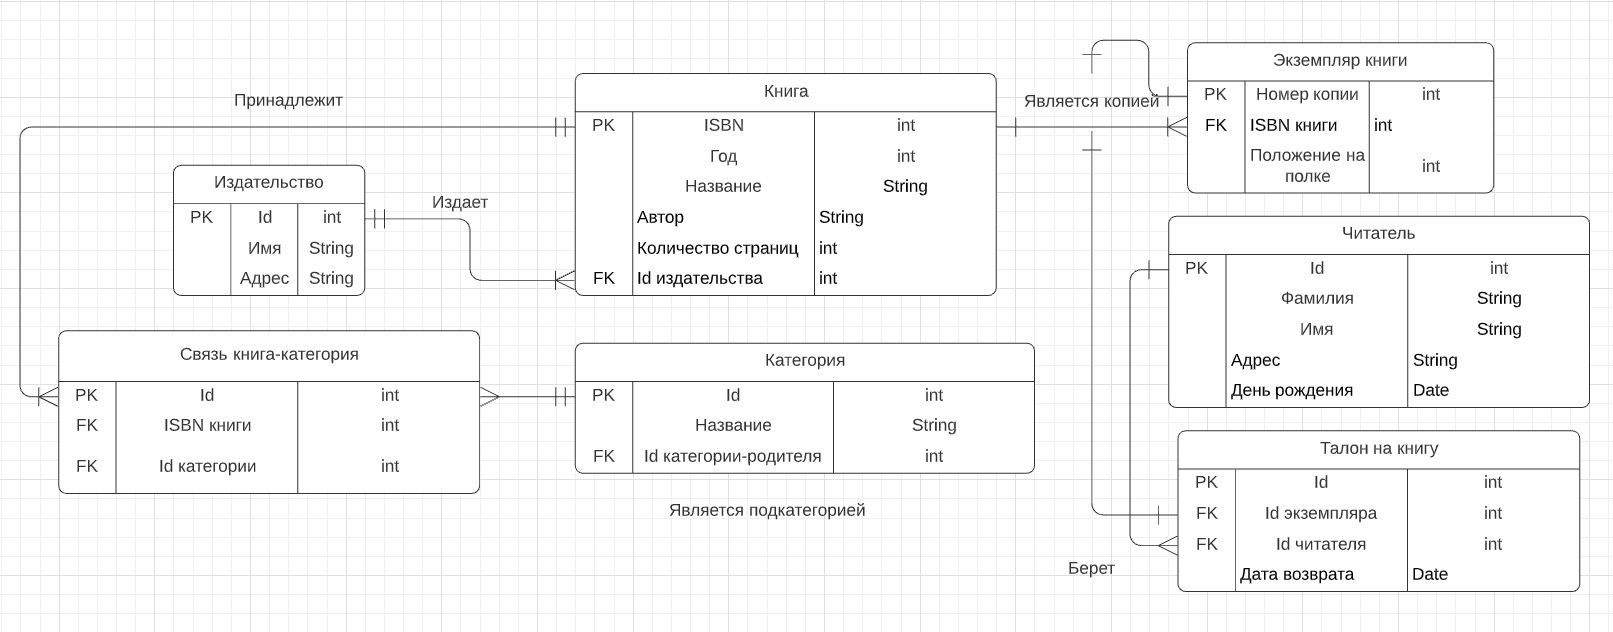 Принадлежит
Издательство
PK Id int
Имя String
Адрес String
Издает
Книга
PK ISBN int
Год int
Название String
Автор String
Количество страниц int
FK Id издательства int
Является копией
Экземпляр книги
PK Номер копии int
FK ISBN книги int
Положение на
полке int
Читатель
PK Id int
Фамилия String
Имя String
Адрес String
День рождения Date
Связь книга-категория
PK Id int
FK ISBN книги int
FK Id категории int
Категория
PK Id int
Название String
FK Id категории-родителя int
Является подкатегорией
Талон на книгу
PK Id int
FK Id экземпляра int
FK Id читателя int
Дата возврата Date
Берет